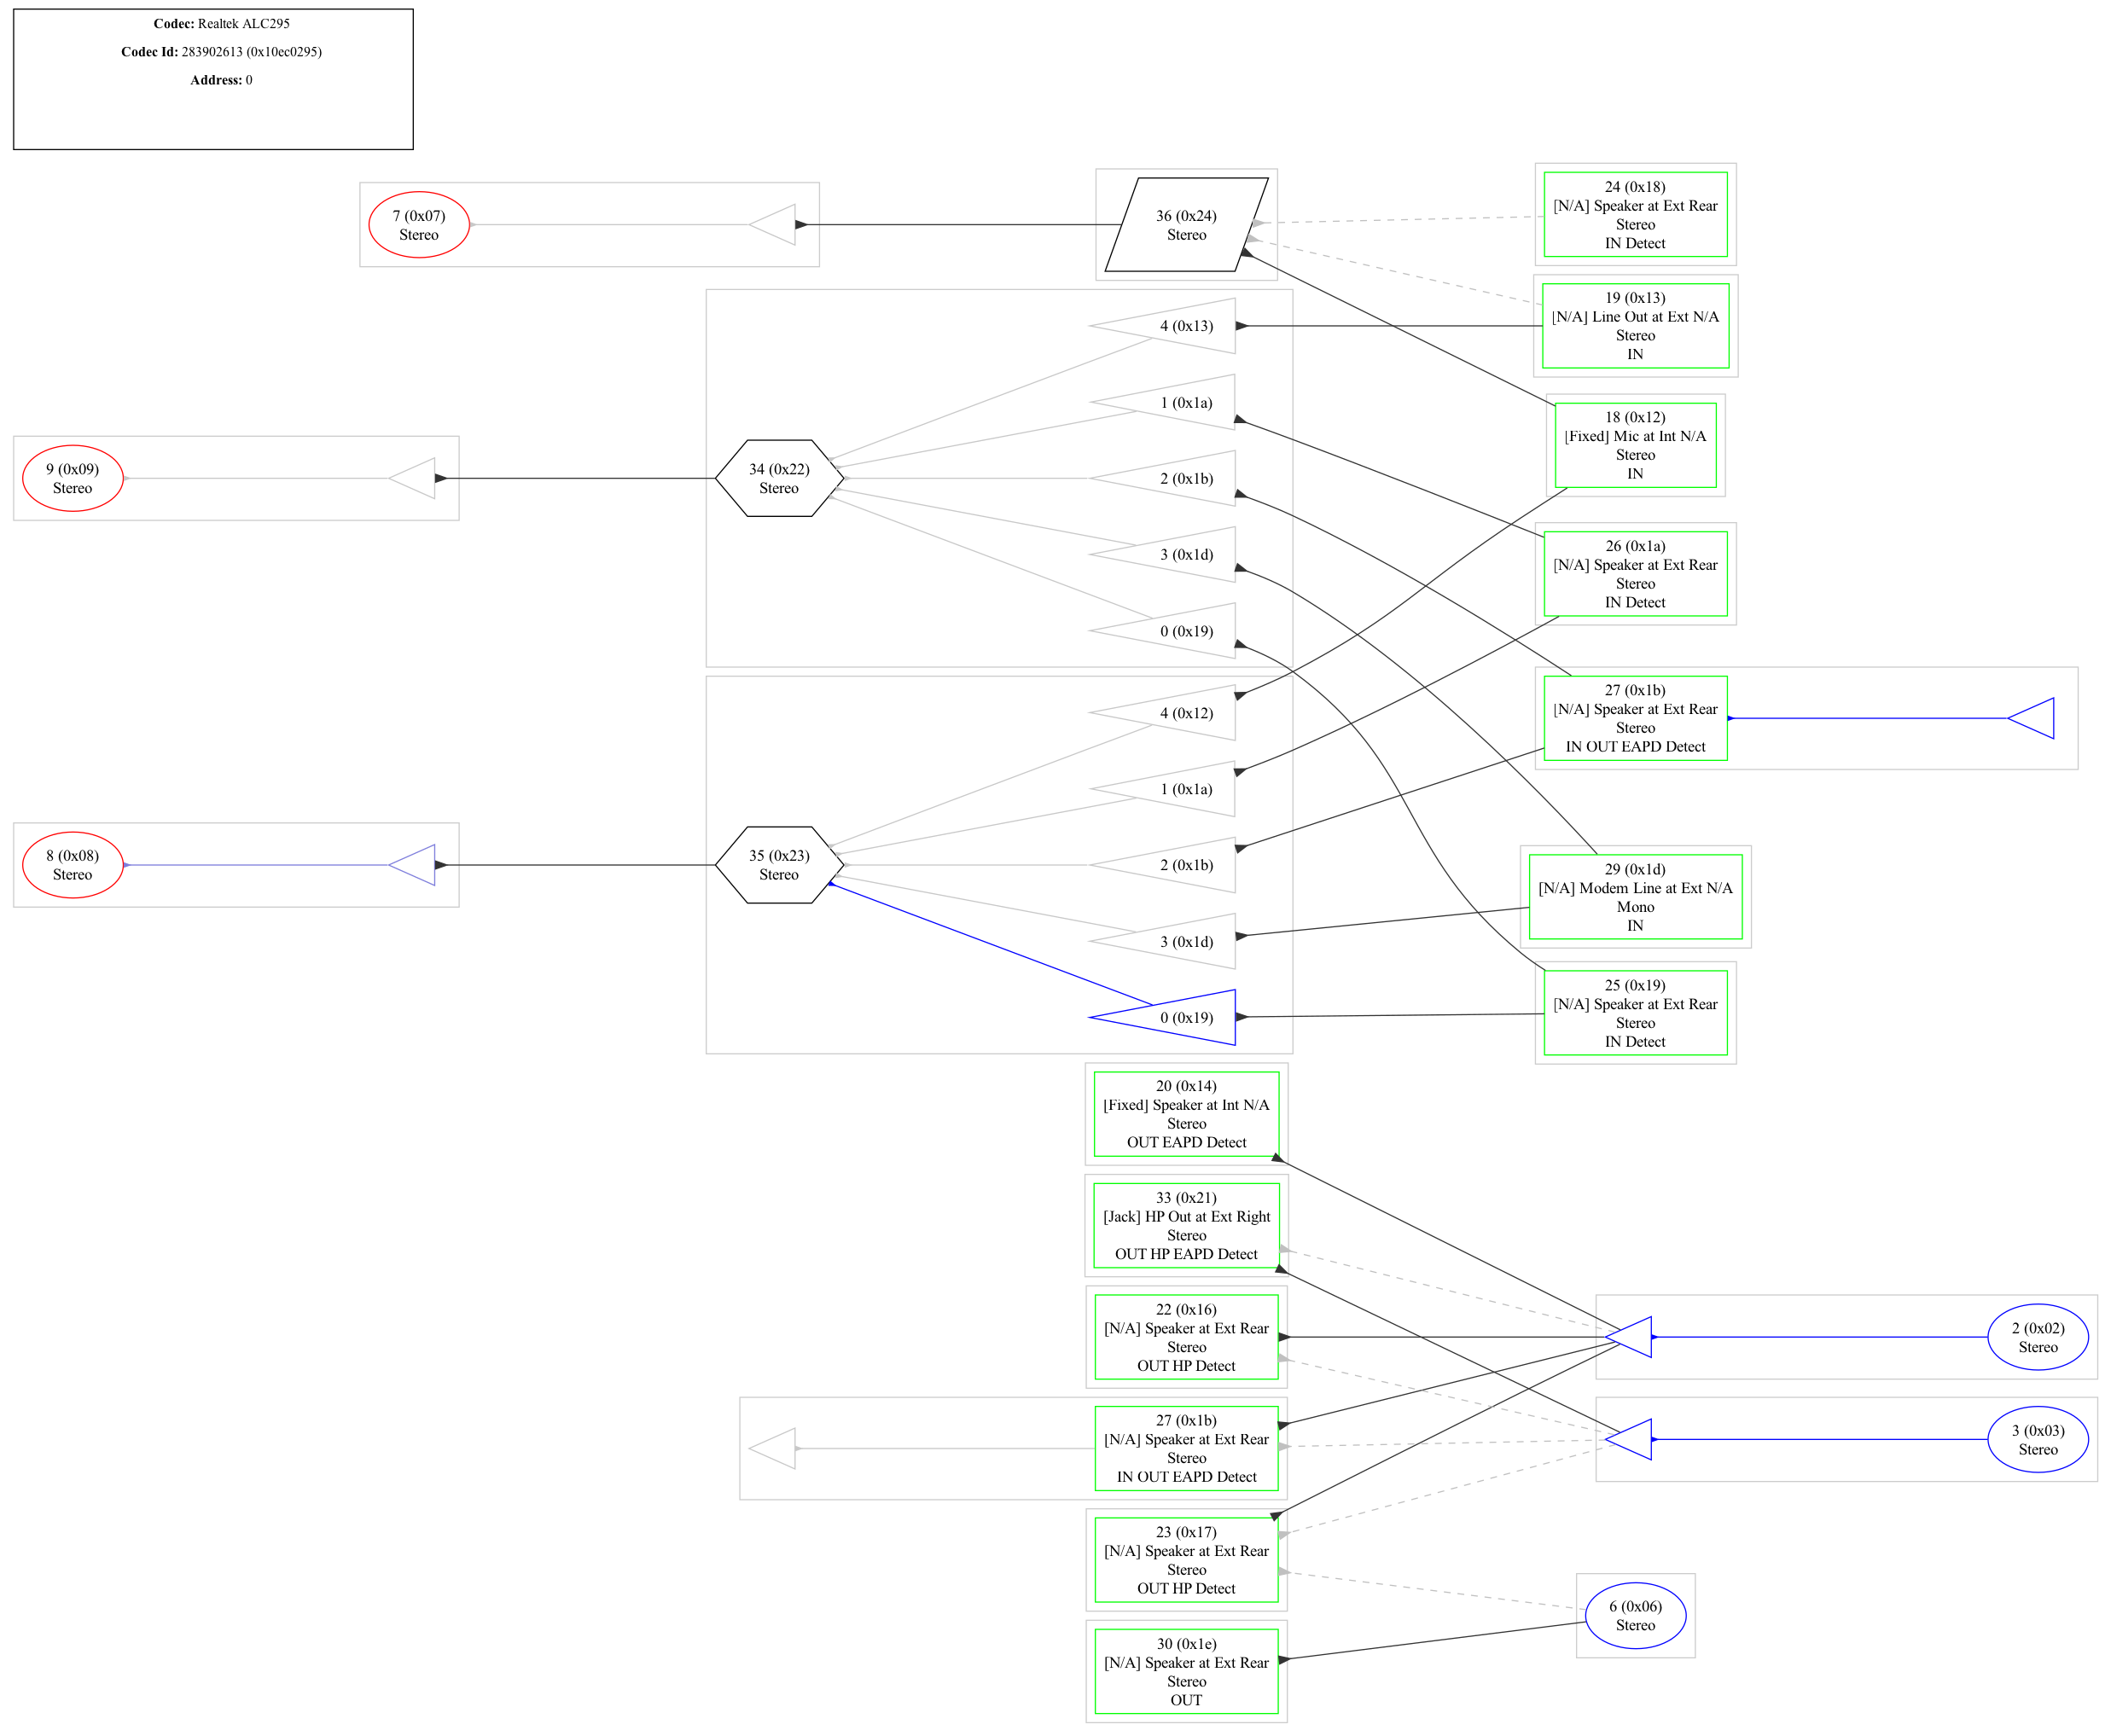 Codec: Realtek ALC295
Codec Id: 283902613 (0x10ec0295)
Address: 0
7 (0x07)
Stereo
36 (0x24)
Stereo
24 (0x18)
[N/A] Speaker at Ext Rear
Stereo
IN Detect
19 (0x13)
[N/A] Line Out at Ext N/A
Stereo
IN
18 (0x12)
[Fixed] Mic at Int N/A
Stereo
IN
9 (0x09)
Stereo
34 (0x22)
Stereo
4 (0x13)
1 (0x1a)
2 (0x1b)
3 (0x1d)
0 (0x19)
26 (0x1a)
[N/A] Speaker at Ext Rear
Stereo
IN Detect
27 (0x1b)
[N/A] Speaker at Ext Rear
Stereo
IN OUT EAPD Detect
8 (0x08)
Stereo
35 (0x23)
Stereo
4 (0x12)
1 (0x1a)
2 (0x1b)
3 (0x1d)
0 (0x19)
29 (0x1d)
[N/A] Modem Line at Ext N/A
Mono
IN
25 (0x19)
[N/A] Speaker at Ext Rear
Stereo
IN Detect
20 (0x14)
[Fixed] Speaker at Int N/A
Stereo
OUT EAPD Detect
33 (0x21)
[Jack] HP Out at Ext Right
Stereo
OUT HP EAPD Detect
22 (0x16)
[N/A] Speaker at Ext Rear
Stereo
OUT HP Detect
2 (0x02)
Stereo
27 (0x1b)
[N/A] Speaker at Ext Rear
Stereo
IN OUT EAPD Detect
3 (0x03)
Stereo
23 (0x17)
[N/A] Speaker at Ext Rear
Stereo
OUT HP Detect
6 (0x06)
Stereo
30 (0x1e)
[N/A] Speaker at Ext Rear
Stereo
OUT